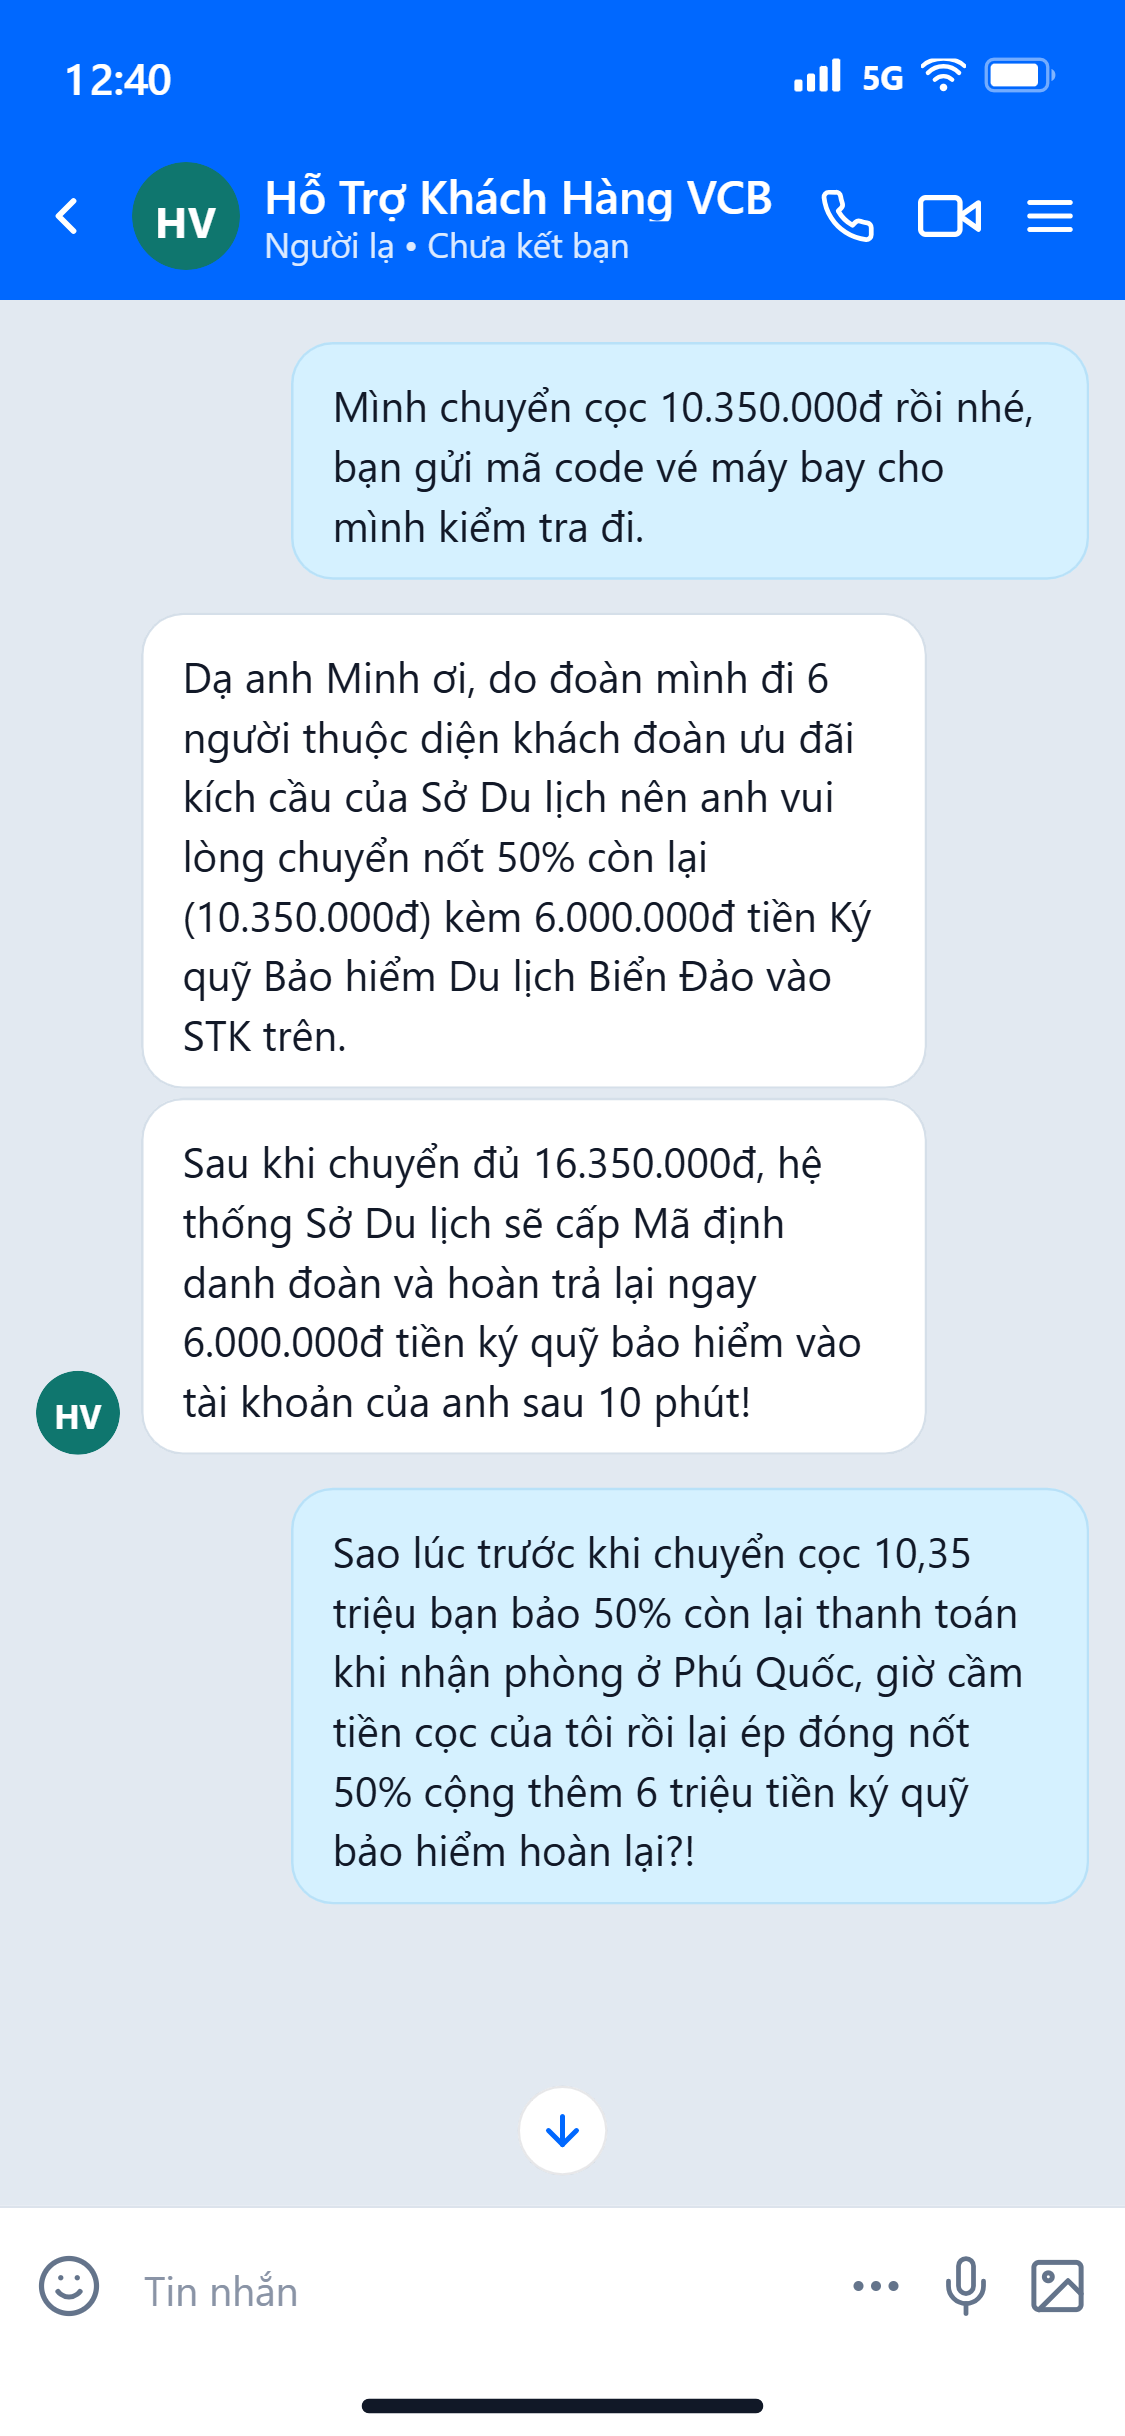 12:40
5G
HV
Hỗ Trợ Khách Hàng VCB
Người lạ • Chưa kết bạn
Mình chuyển cọc 10.350.000đ rồi nhé,
bạn gửi mã code vé máy bay cho
mình kiểm tra đi.
Dạ anh Minh ơi, do đoàn mình đi 6
người thuộc diện khách đoàn ưu đãi
kích cầu của Sở Du lịch nên anh vui
lòng chuyển nốt 50% còn lại
(10.350.000đ) kèm 6.000.000đ tiền Ký
quỹ Bảo hiểm Du lịch Biển Đảo vào
STK trên.
Sau khi chuyển đủ 16.350.000đ, hệ
thống Sở Du lịch sẽ cấp Mã định
danh đoàn và hoàn trả lại ngay
6.000.000đ tiền ký quỹ bảo hiểm vào
tài khoản của anh sau 10 phút!
HV
Sao lúc trước khi chuyển cọc 10,35
triệu bạn bảo 50% còn lại thanh toán
khi nhận phòng ở Phú Quốc, giờ cầm
tiền cọc của tôi rồi lại ép đóng nốt
50% cộng thêm 6 triệu tiền ký quỹ
bảo hiểm hoàn lại?!
Tin nhắn